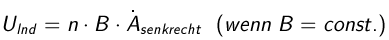 U_Ind = n · B · Ȧ_senkrecht (wenn B = const.)